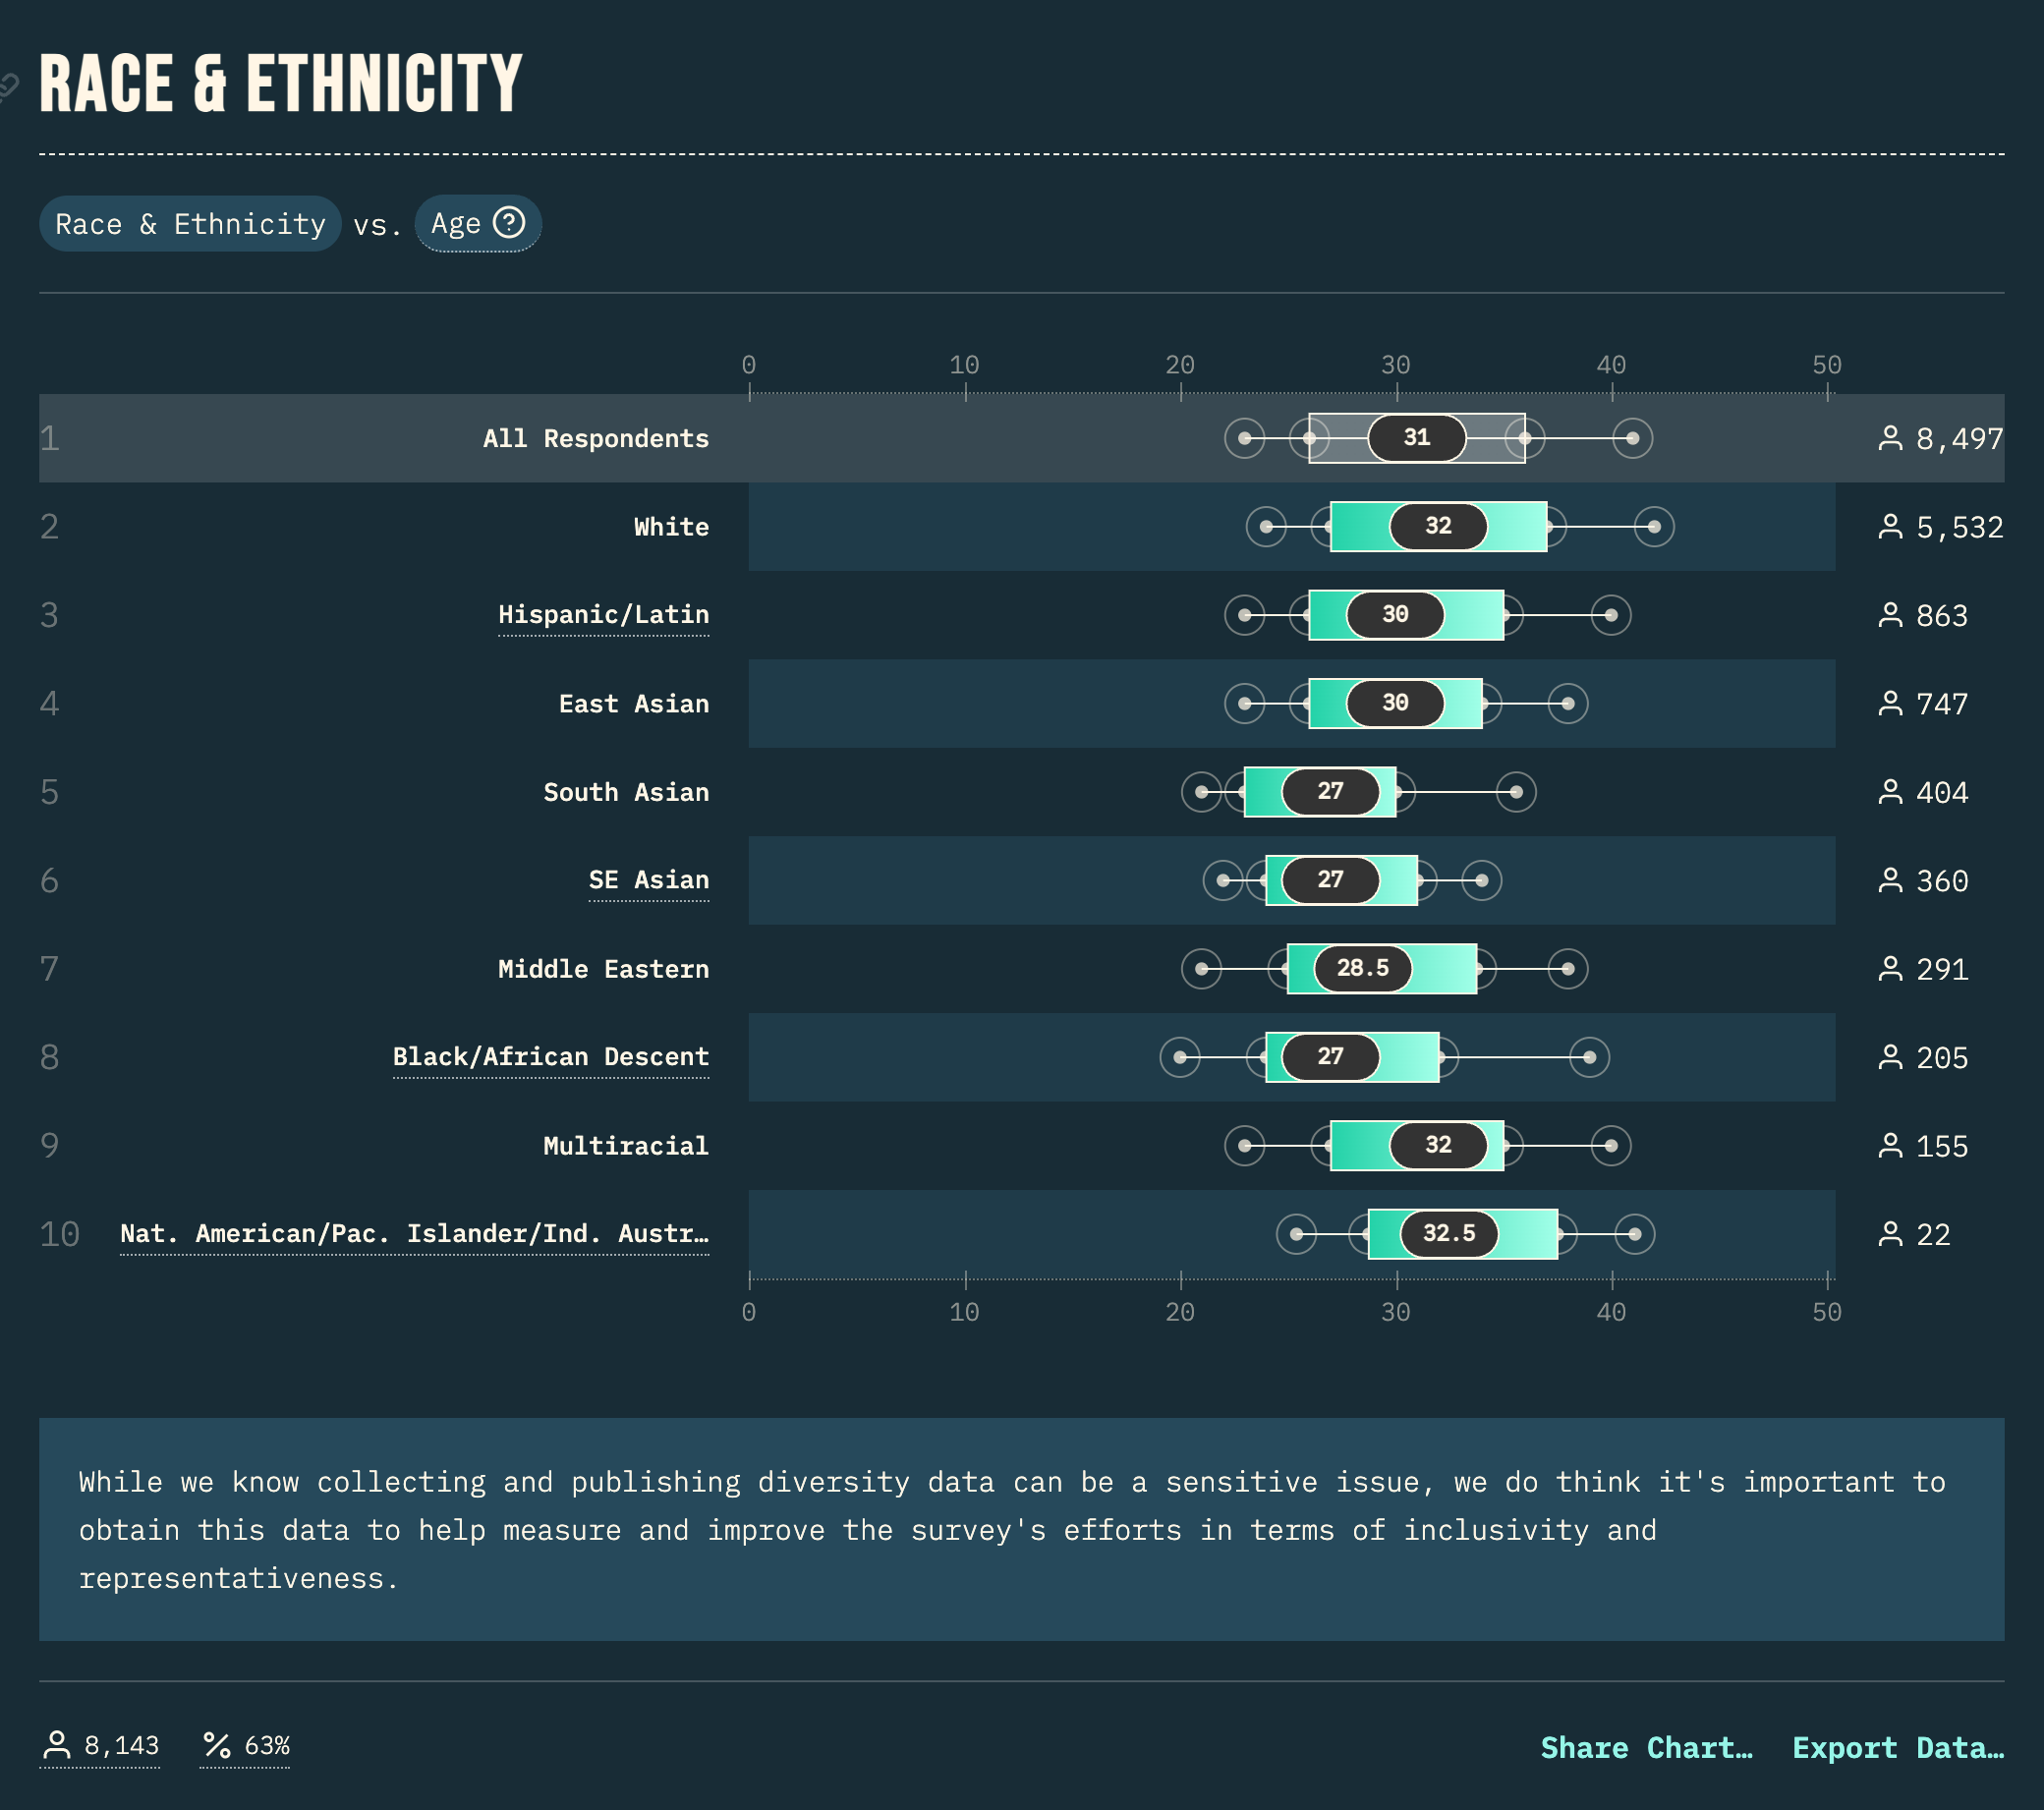 RACE & ETHNICITY
Race & Ethnicity vs. Age ?
0 10 20 30 40 50
1 All Respondents 31 8,497
2 White 32 5,532
3 Hispanic/Latin 30 863
4 East Asian 30 747
5 South Asian 27 404
6 SE Asian 27 360
7 Middle Eastern 28.5 291
8 Black/African Descent 27 205
9 Multiracial 32 155
10 Nat. American/Pac. Islander/Ind. Austr… 32.5 22
0 10 20 30 40 50
While we know collecting and publishing diversity data can be a sensitive issue, we do think it's important to
obtain this data to help measure and improve the survey's efforts in terms of inclusivity and
representativeness.
8,143 % 63% Share Chart… Export Data…